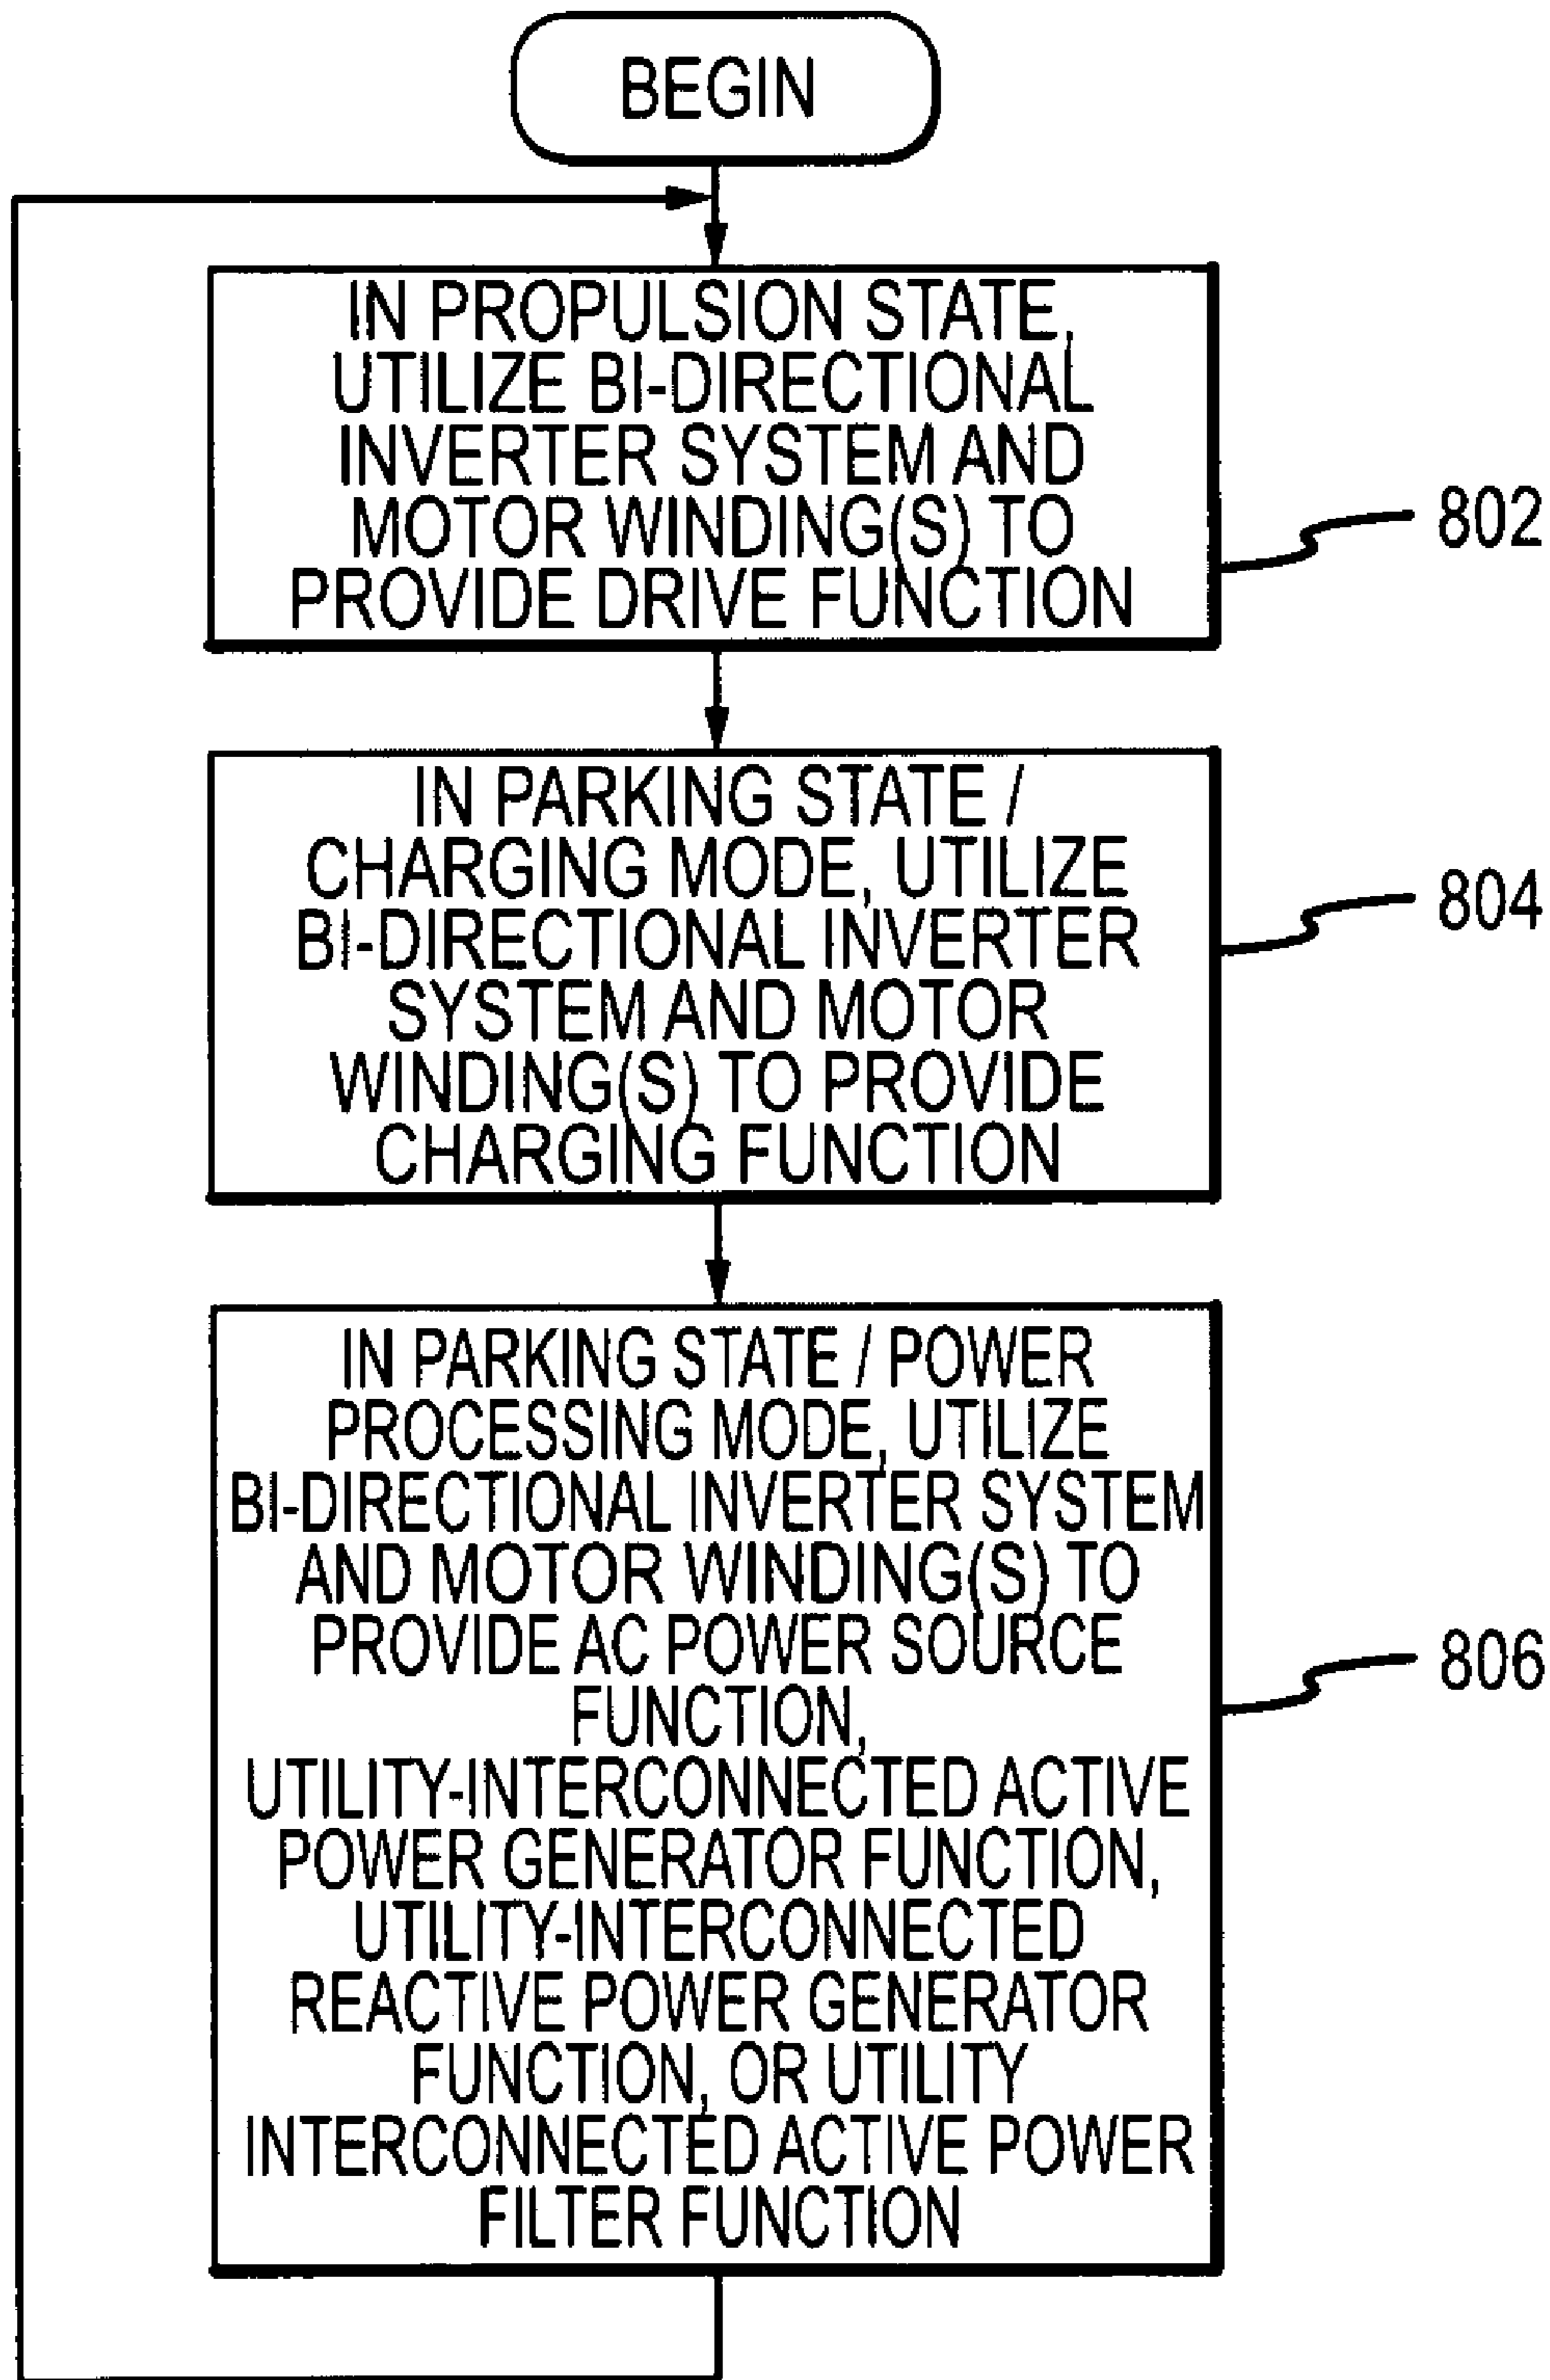 BEGIN
IN PROPULSION STATE,
UTILIZE BI-DIRECTIONAL
INVERTER SYSTEM AND
MOTOR WINDING(S) TO
PROVIDE DRIVE FUNCTION
802
IN PARKING STATE /
CHARGING MODE, UTILIZE
BI-DIRECTIONAL INVERTER
SYSTEM AND MOTOR
WINDING(S) TO PROVIDE
CHARGING FUNCTION
804
IN PARKING STATE / POWER
PROCESSING MODE, UTILIZE
BI-DIRECTIONAL INVERTER SYSTEM
AND MOTOR WINDING(S) TO
PROVIDE AC POWER SOURCE
FUNCTION,
UTILITY-INTERCONNECTED ACTIVE
POWER GENERATOR FUNCTION,
UTILITY-INTERCONNECTED
REACTIVE POWER GENERATOR
FUNCTION, OR UTILITY
INTERCONNECTED ACTIVE POWER
FILTER FUNCTION
806